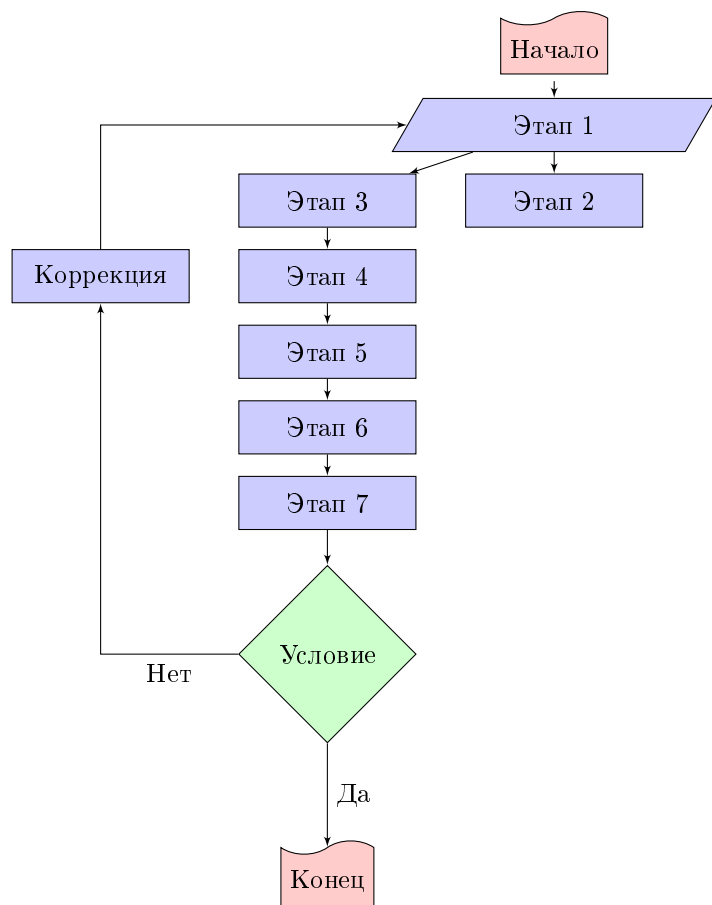 Начало
Этап 1
Этап 3
Этап 2
Коррекция
Этап 4
Этап 5
Этап 6
Этап 7
Условие
Нет
Да
Конец